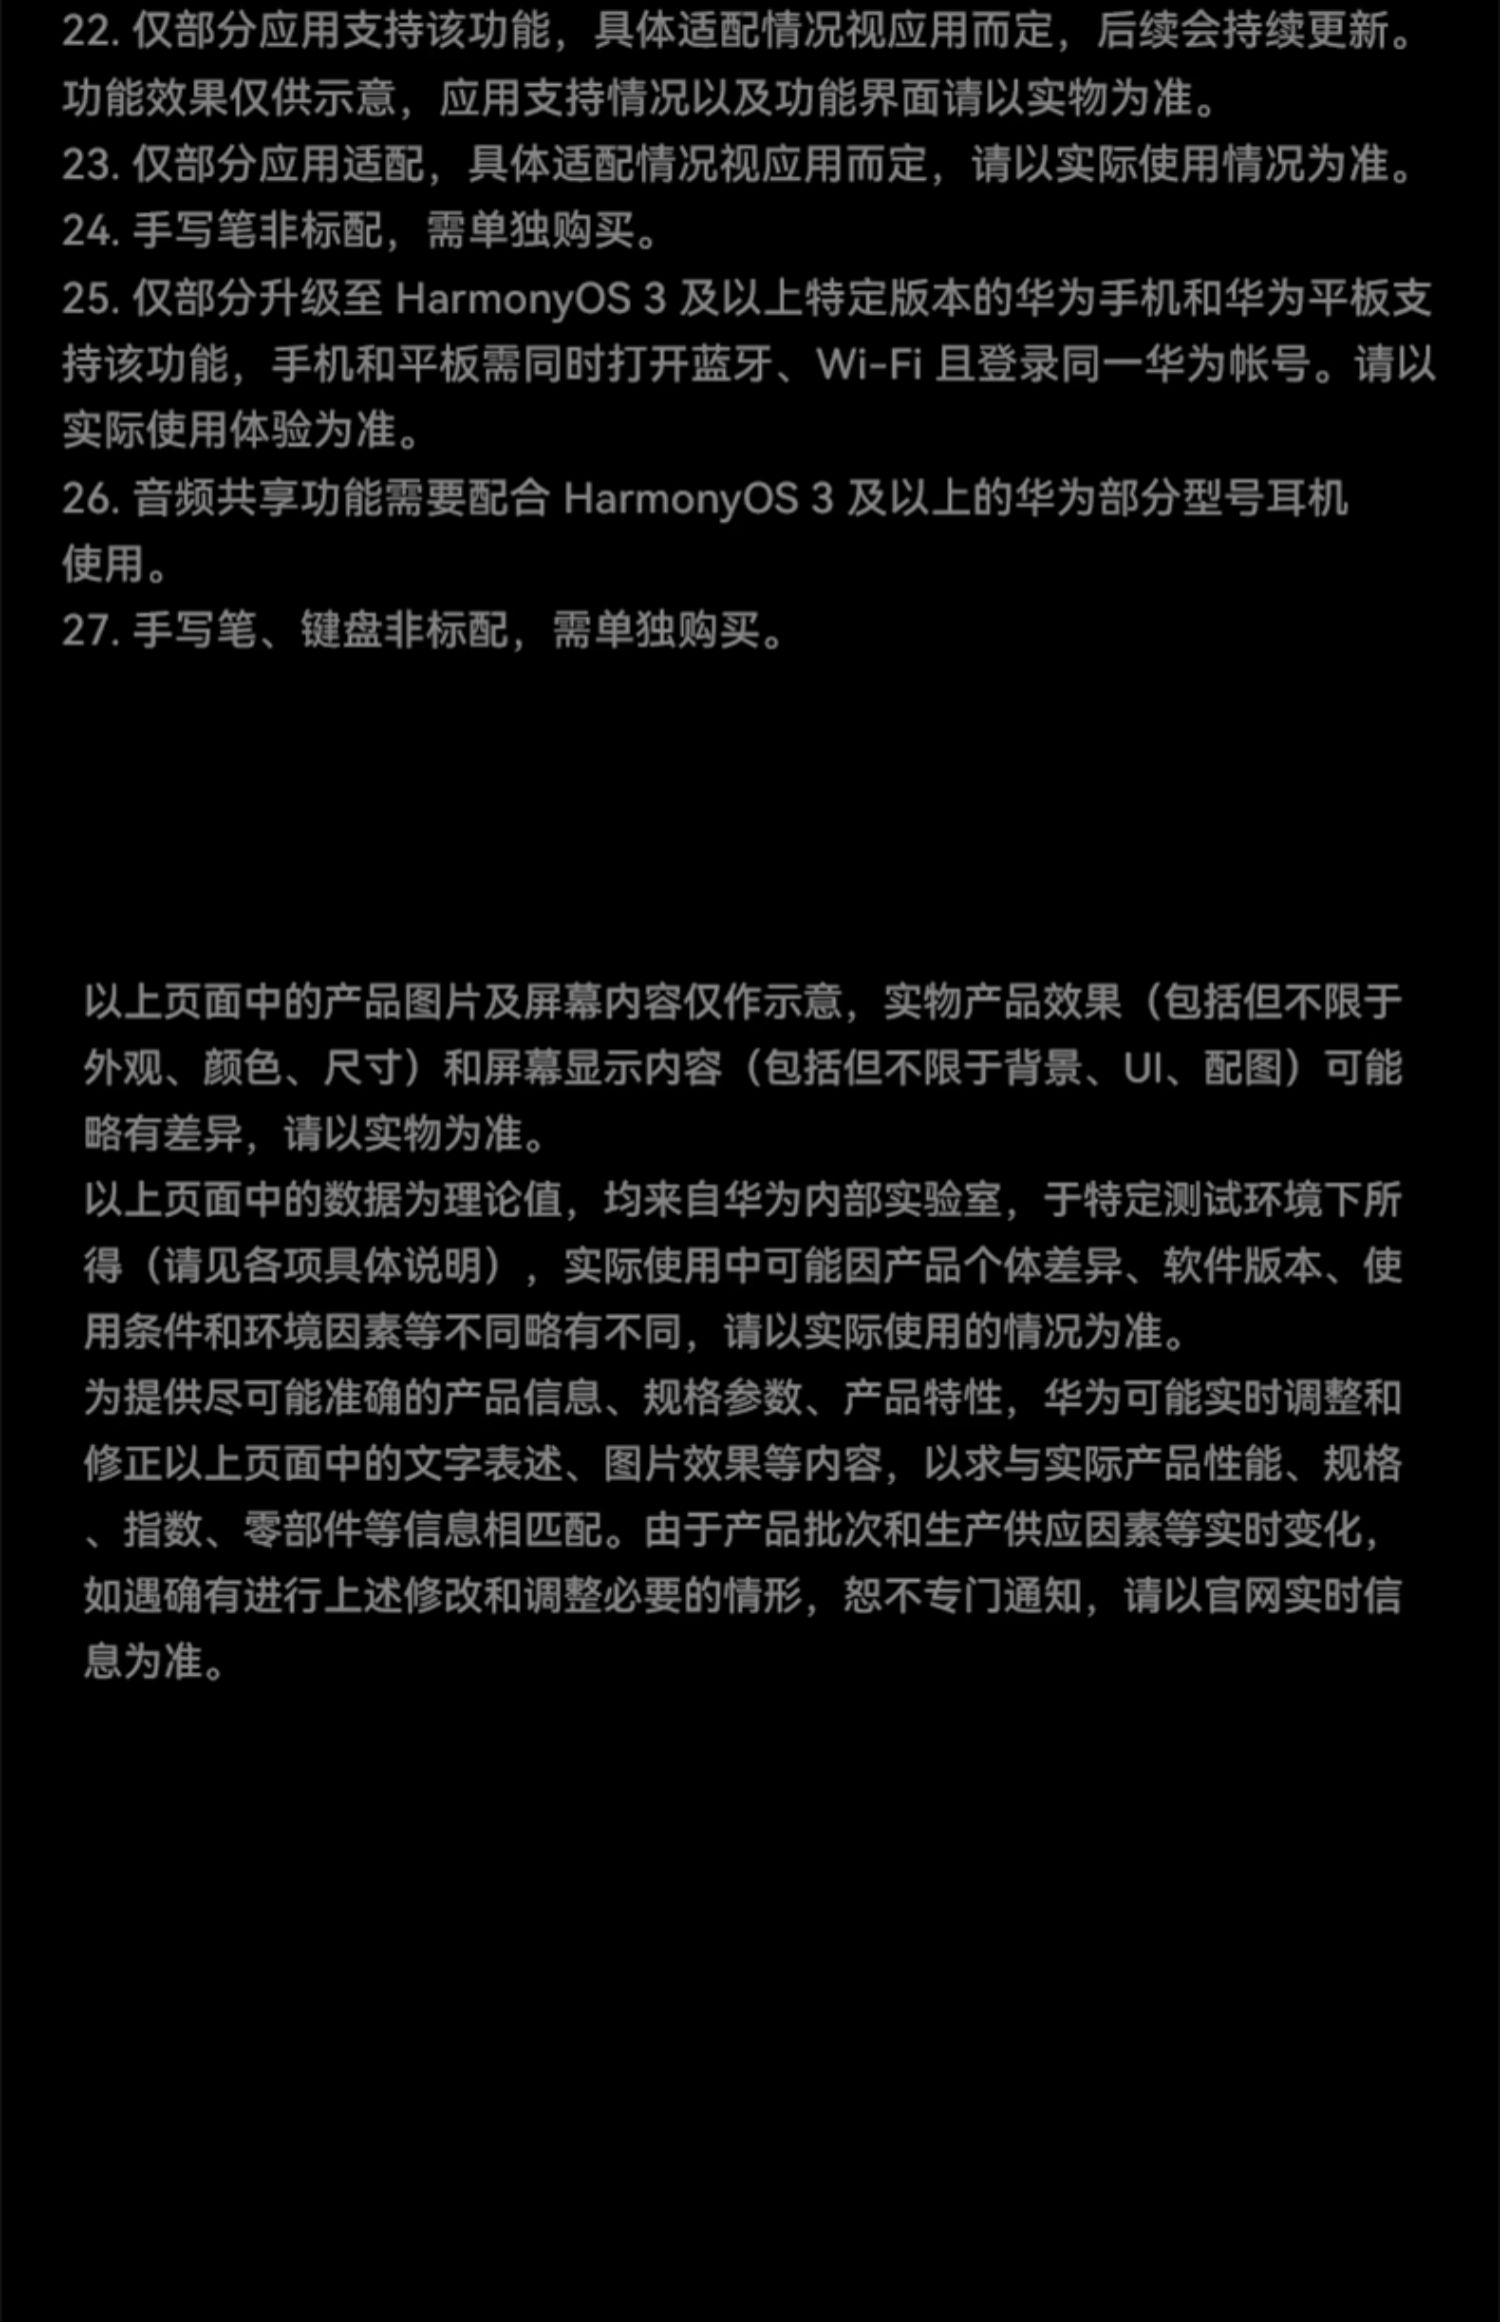 22. 仅部分应用支持该功能，具体适配情况视应用而定，后续会持续更新。
功能效果仅供示意，应用支持情况以及功能界面请以实物为准。
23. 仅部分应用适配，具体适配情况视应用而定，请以实际使用情况为准。
24. 手写笔非标配，需单独购买。
25. 仅部分升级至 HarmonyOS 3 及以上特定版本的华为手机和华为平板支
持该功能，手机和平板需同时打开蓝牙、Wi-Fi 且登录同一华为帐号。请以
实际使用体验为准。
26. 音频共享功能需要配合 HarmonyOS 3 及以上的华为部分型号耳机
使用。
27. 手写笔、键盘非标配，需单独购买。
以上页面中的产品图片及屏幕内容仅作示意，实物产品效果（包括但不限于
外观、颜色、尺寸）和屏幕显示内容（包括但不限于背景、UI、配图）可能
略有差异，请以实物为准。
以上页面中的数据为理论值，均来自华为内部实验室，于特定测试环境下所
得（请见各项具体说明），实际使用中可能因产品个体差异、软件版本、使
用条件和环境因素等不同略有不同，请以实际使用的情况为准。
为提供尽可能准确的产品信息、规格参数、产品特性，华为可能实时调整和
修正以上页面中的文字表述、图片效果等内容，以求与实际产品性能、规格
、指数、零部件等信息相匹配。由于产品批次和生产供应因素等实时变化，
如遇确有进行上述修改和调整必要的情形，恕不专门通知，请以官网实时信
息为准。